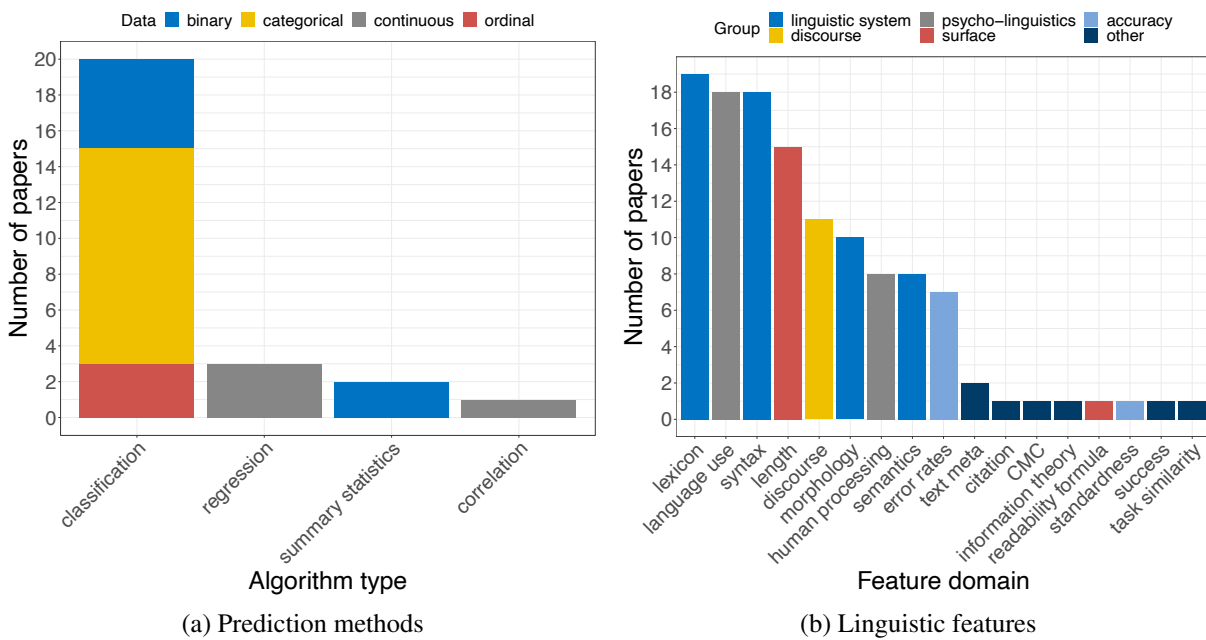 Data binary categorical continuous ordinal
Number of papers
20
18
16
14
12
10
8
6
4
2
0
classification
regression
summary statistics
correlation
Algorithm type
(a) Prediction methods
Group linguistic system psycho-linguistics accuracy
discourse surface other
Number of papers
18
16
14
12
10
8
6
4
2
0
lexicon
language use
syntax
length
discourse
morphology
human processing
semantics
error rates
text meta
citation
CMC
information theory
readability formula
standardness
success
task similarity
Feature domain
(b) Linguistic features